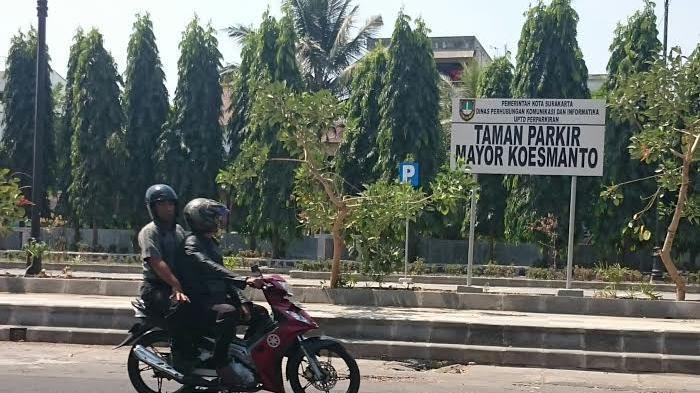 PEMERINTAH KOTA SURAKARTA
DINAS PERHUBUNGAN KOMUNIKASI DAN INFORMATIKA
UPTD PERPARKIRAN
TAMAN PARKIR
MAYOR KOESMANTO
P